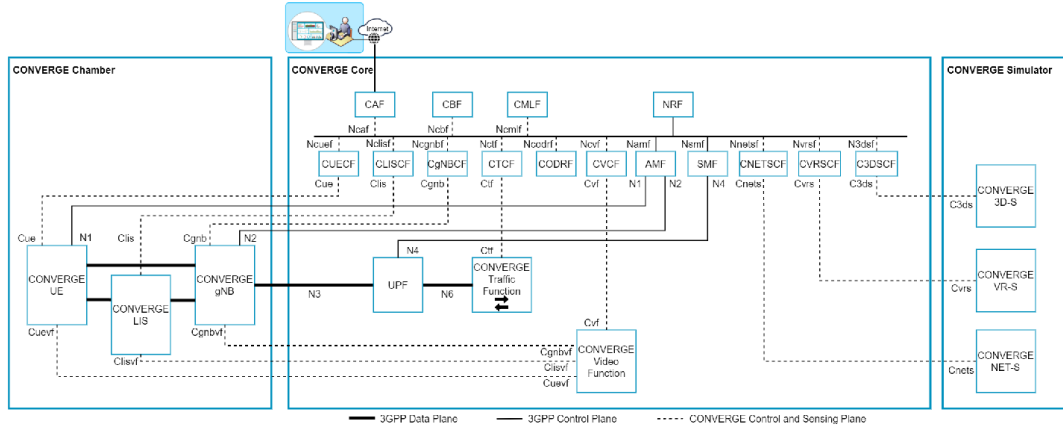 Internet
CONVERGE Chamber
CONVERGE Core
CONVERGE Simulator
CAF
CBF
CMLF
NRF
Ncaf
Ncbf
Ncmlf
Ncuef
Nclisf
Ncgnbf
Nctf
Ncodrf
Ncvf
Namf
Nsmf
Nnetsf
Nvrsf
N3dsf
CUECF
CLISCF
CgNBCF
CTCF
CODRF
CVCF
AMF
SMF
CNETSCF
CVRSCF
C3DSCF
Cue
Clis
Cgnb
Ctf
Cvf
N1
N2
N4
Cnets
Cvrs
C3ds
CONVERGE
3D-S
C3ds
Cue
N1
Clis
Cgnb
N2
N4
Ctf
CONVERGE
UE
CONVERGE
gNB
CONVERGE
LIS
N3
UPF
N6
CONVERGE
Traffic
Function
CONVERGE
VR-S
Cvrs
Cuevf
Cgnbvf
Clisvf
Cvf
Cgnbvf
Clisvf
Cuevf
CONVERGE
Video
Function
CONVERGE
NET-S
Cnets
3GPP Data Plane
3GPP Control Plane
CONVERGE Control and Sensing Plane